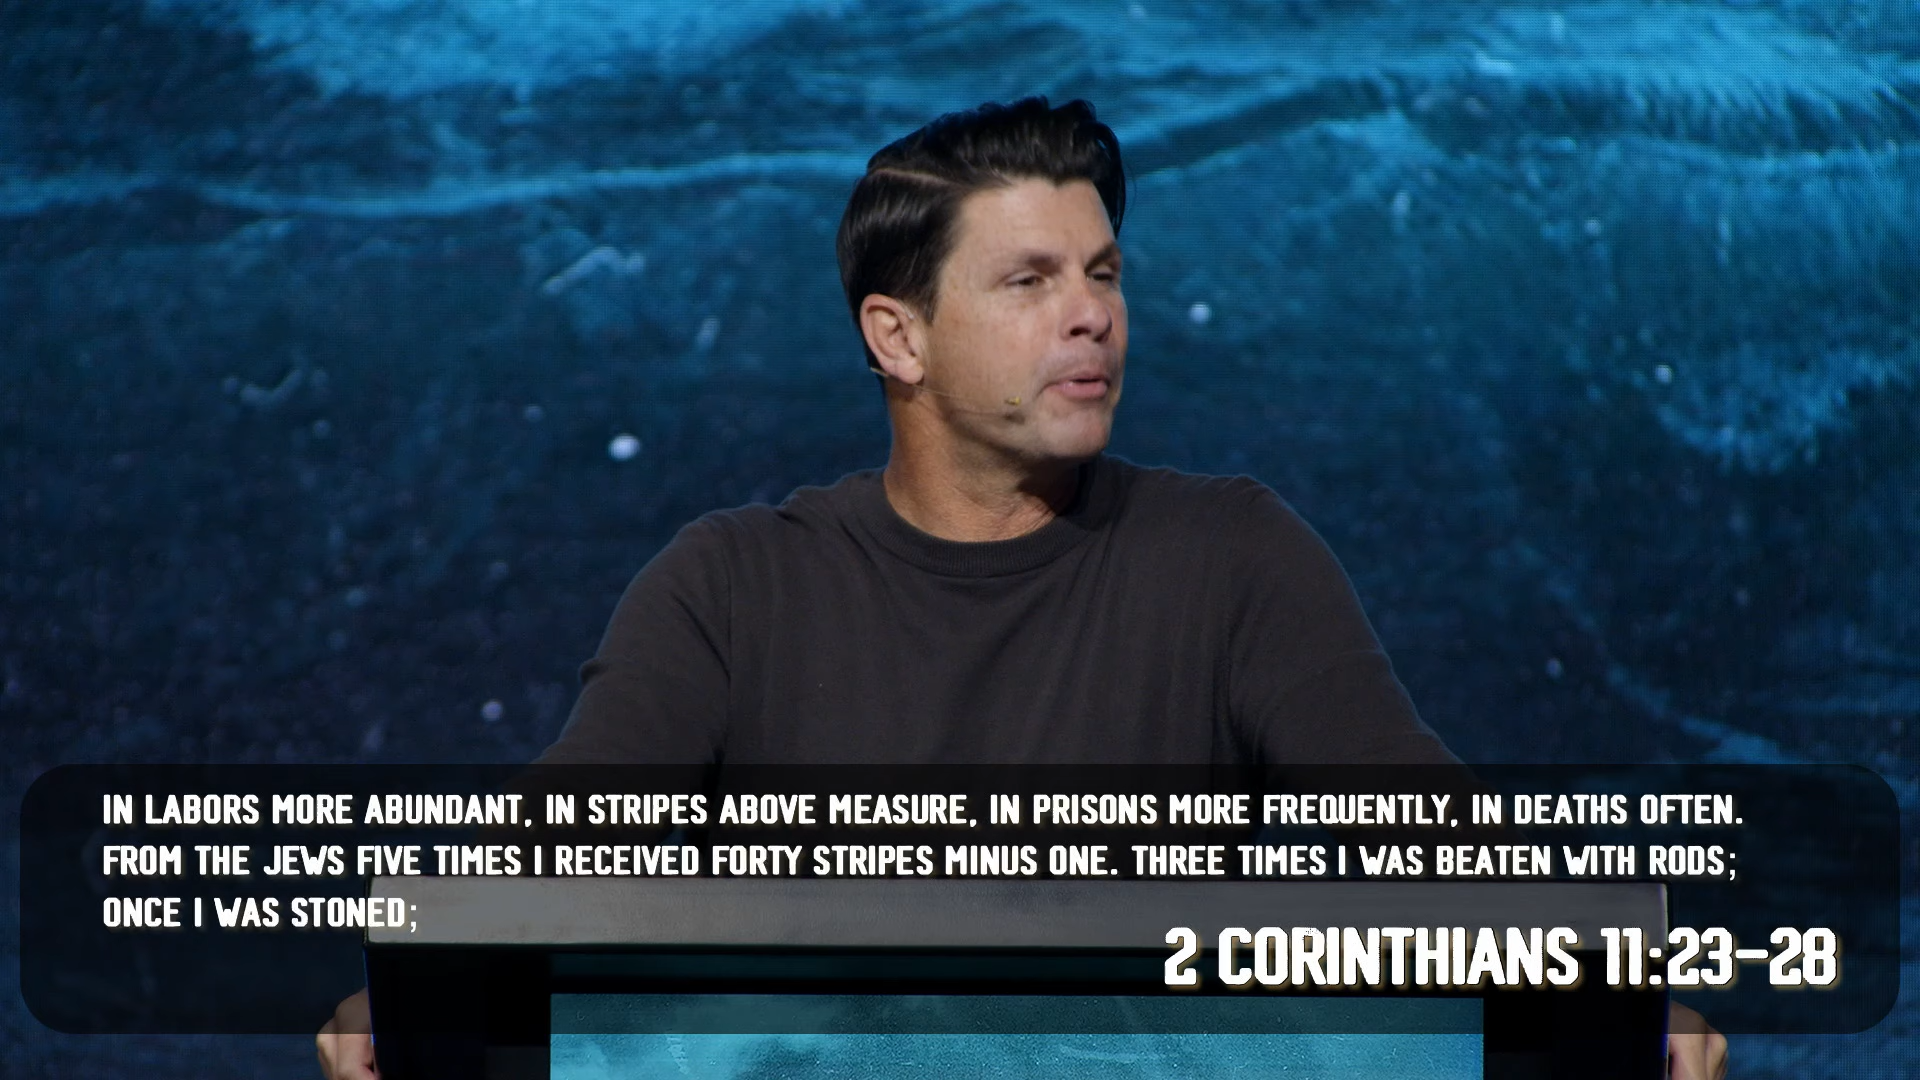 IN LABORS MORE ABUNDANT, IN STRIPES ABOVE MEASURE, IN PRISONS MORE FREQUENTLY, IN DEATHS OFTEN.
FROM THE JEWS FIVE TIMES I RECEIVED FORTY STRIPES MINUS ONE. THREE TIMES I WAS BEATEN WITH RODS;
ONCE I WAS STONED;
2 CORINTHIANS 11:23-28